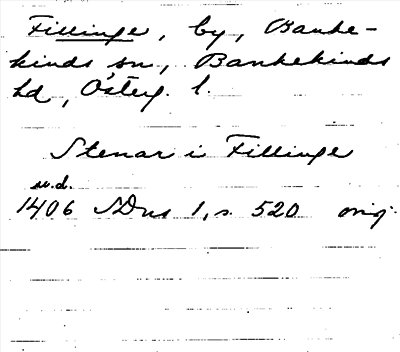 Fillinge, by, Banke-
kinds sn, Bankekinds
hd, Österg. l.
Stenar i Fillinge
u.d.
1406 SDns 1, s. 520 orig.